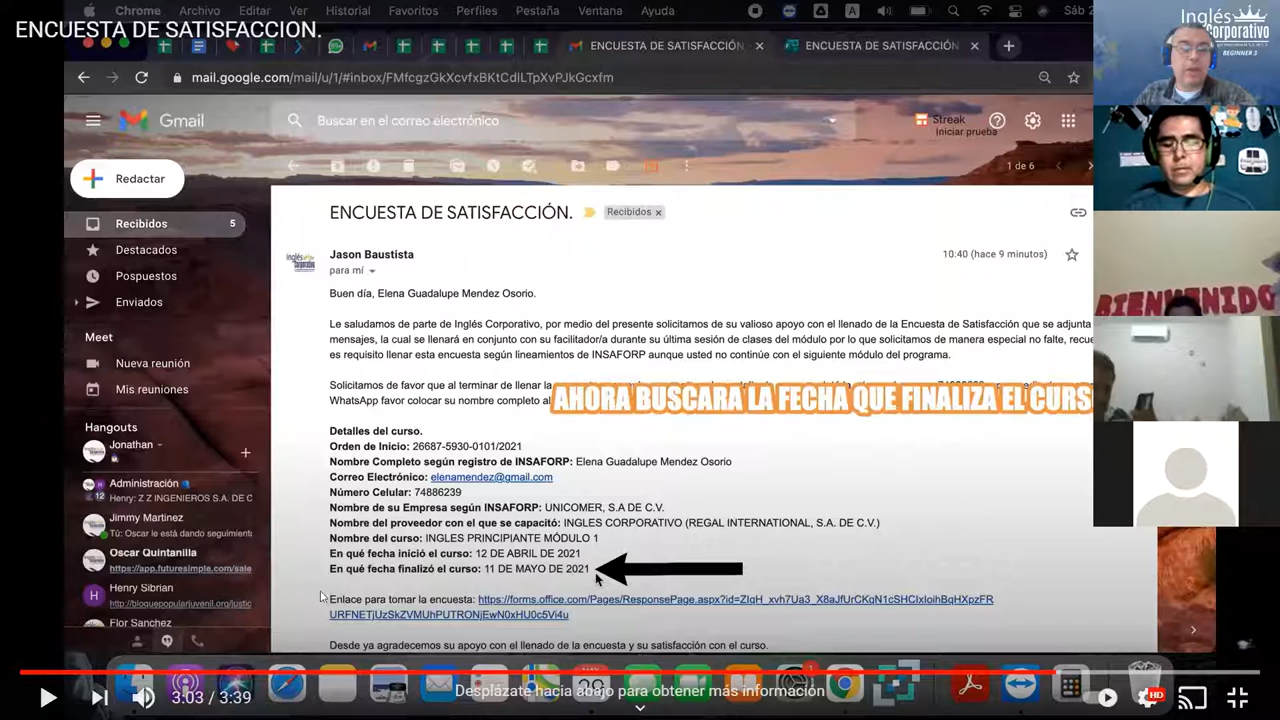 Chrome Archivo Editar Ver Historial Favoritos Perfiles Pestaña Ventana Ayuda
ENCUESTA DE SATISFACCION.
Inglés
Corporativo
BEGINNER 3
ENCUESTA DE SATISFACCIÓN
ENCUESTA DE SATISFACCIÓN
mail.google.com/mail/u/1/#inbox/FMfcgzGkXcvfxBKtCdlLTpXvPJkGcxfm
Gmail
Buscar en el correo electrónico
Streak
Iniciar prueba
Redactar
1 de 6
Recibidos 5
Destacados
Pospuestos
Enviados
Meet
Nueva reunión
Mis reuniones
Hangouts
Jonathan
Administración
12
Henry: Z Z INGENIEROS S.A. DE C
Jimmy Martinez
Tú: Oscar le está dando seguimiento
Oscar Quintanilla
https://app.futuresimple.com/sale
Henry Sibrian
http://bloquepopularjuvenil.org/justic
Flor Sanchez
ENCUESTA DE SATISFACCIÓN.
Recibidos x
Jason Baustista
10:40 (hace 9 minutos)
para mí
Buen día, Elena Guadalupe Mendez Osorio.
Le saludamos de parte de Inglés Corporativo, por medio del presente solicitamos de su valioso apoyo con el llenado de la Encuesta de Satisfacción que se adjunta
mensajes, la cual se llenará en conjunto con su facilitador/a durante su última sesión de clases del módulo por lo que solicitamos de manera especial no falte, recue
es requisito llenar esta encuesta según lineamientos de INSAFORP aunque usted no continúe con el siguiente módulo del programa.
Solicitamos de favor que al terminar de llenar la
WhatsApp favor colocar su nombre completo al
AHORA BUSCARA LA FECHA QUE FINALIZA EL CURS
Detalles del curso.
Orden de Inicio: 26687-5930-0101/2021
Nombre Completo según registro de INSAFORP: Elena Guadalupe Mendez Osorio
Correo Electrónico: elenamendez@gmail.com
Número Celular: 74886239
Nombre de su Empresa según INSAFORP: UNICOMER, S.A DE C.V.
Nombre del proveedor con el que se capacitó: INGLES CORPORATIVO (REGAL INTERNATIONAL, S.A. DE C.V.)
Nombre del curso: INGLES PRINCIPIANTE MÓDULO 1
En qué fecha inició el curso: 12 DE ABRIL DE 2021
En qué fecha finalizó el curso: 11 DE MAYO DE 2021
Enlace para tomar la encuesta: https://forms.office.com/Pages/ResponsePage.aspx?id=ZIqH_xvh7Ua3_X8aJfUrCKqN1cSHCIxIoihBqHXpzFR
URFNETjUzSkZVMUhPUTRONjEwN0xHU0c5Vi4u
Desde ya agradecemos su apoyo con el llenado de la encuesta y su satisfacción con el curso.
BIENVENIDO
Desplázate hacia abajo para obtener más información
3:03 / 3:39
HD